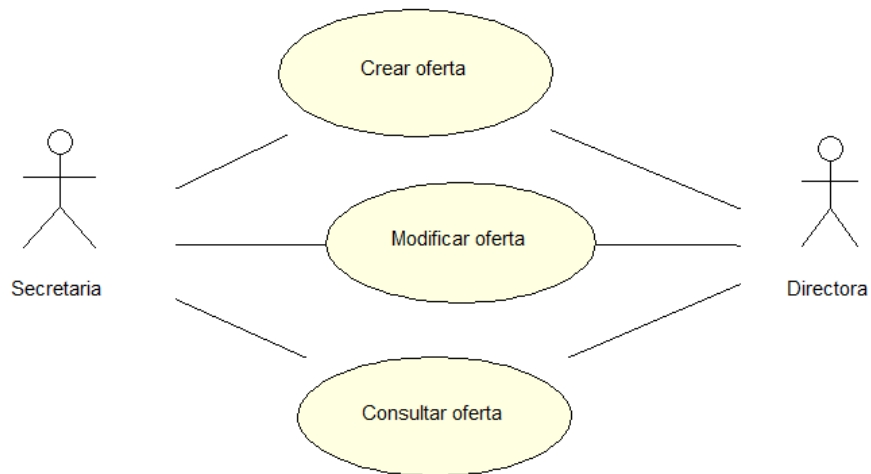 Crear oferta
Modificar oferta
Secretaria
Directora
Consultar oferta